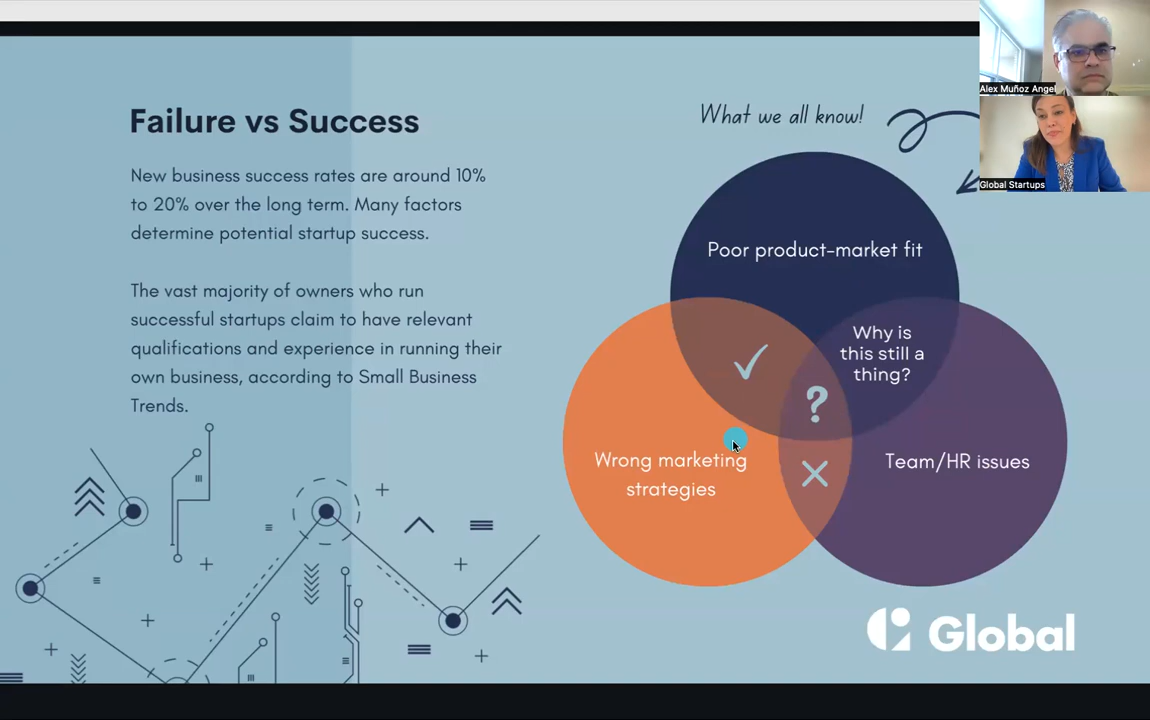 Failure vs Success
New business success rates are around 10%
to 20% over the long term. Many factors
determine potential startup success.
The vast majority of owners who run
successful startups claim to have relevant
qualifications and experience in running their
own business, according to Small Business
Trends.
What we all know!
Poor product-market fit
Why is
this still a
thing?
?
Wrong marketing
strategies
Team/HR issues
Global
Alex Muñoz Angel
Global Startups